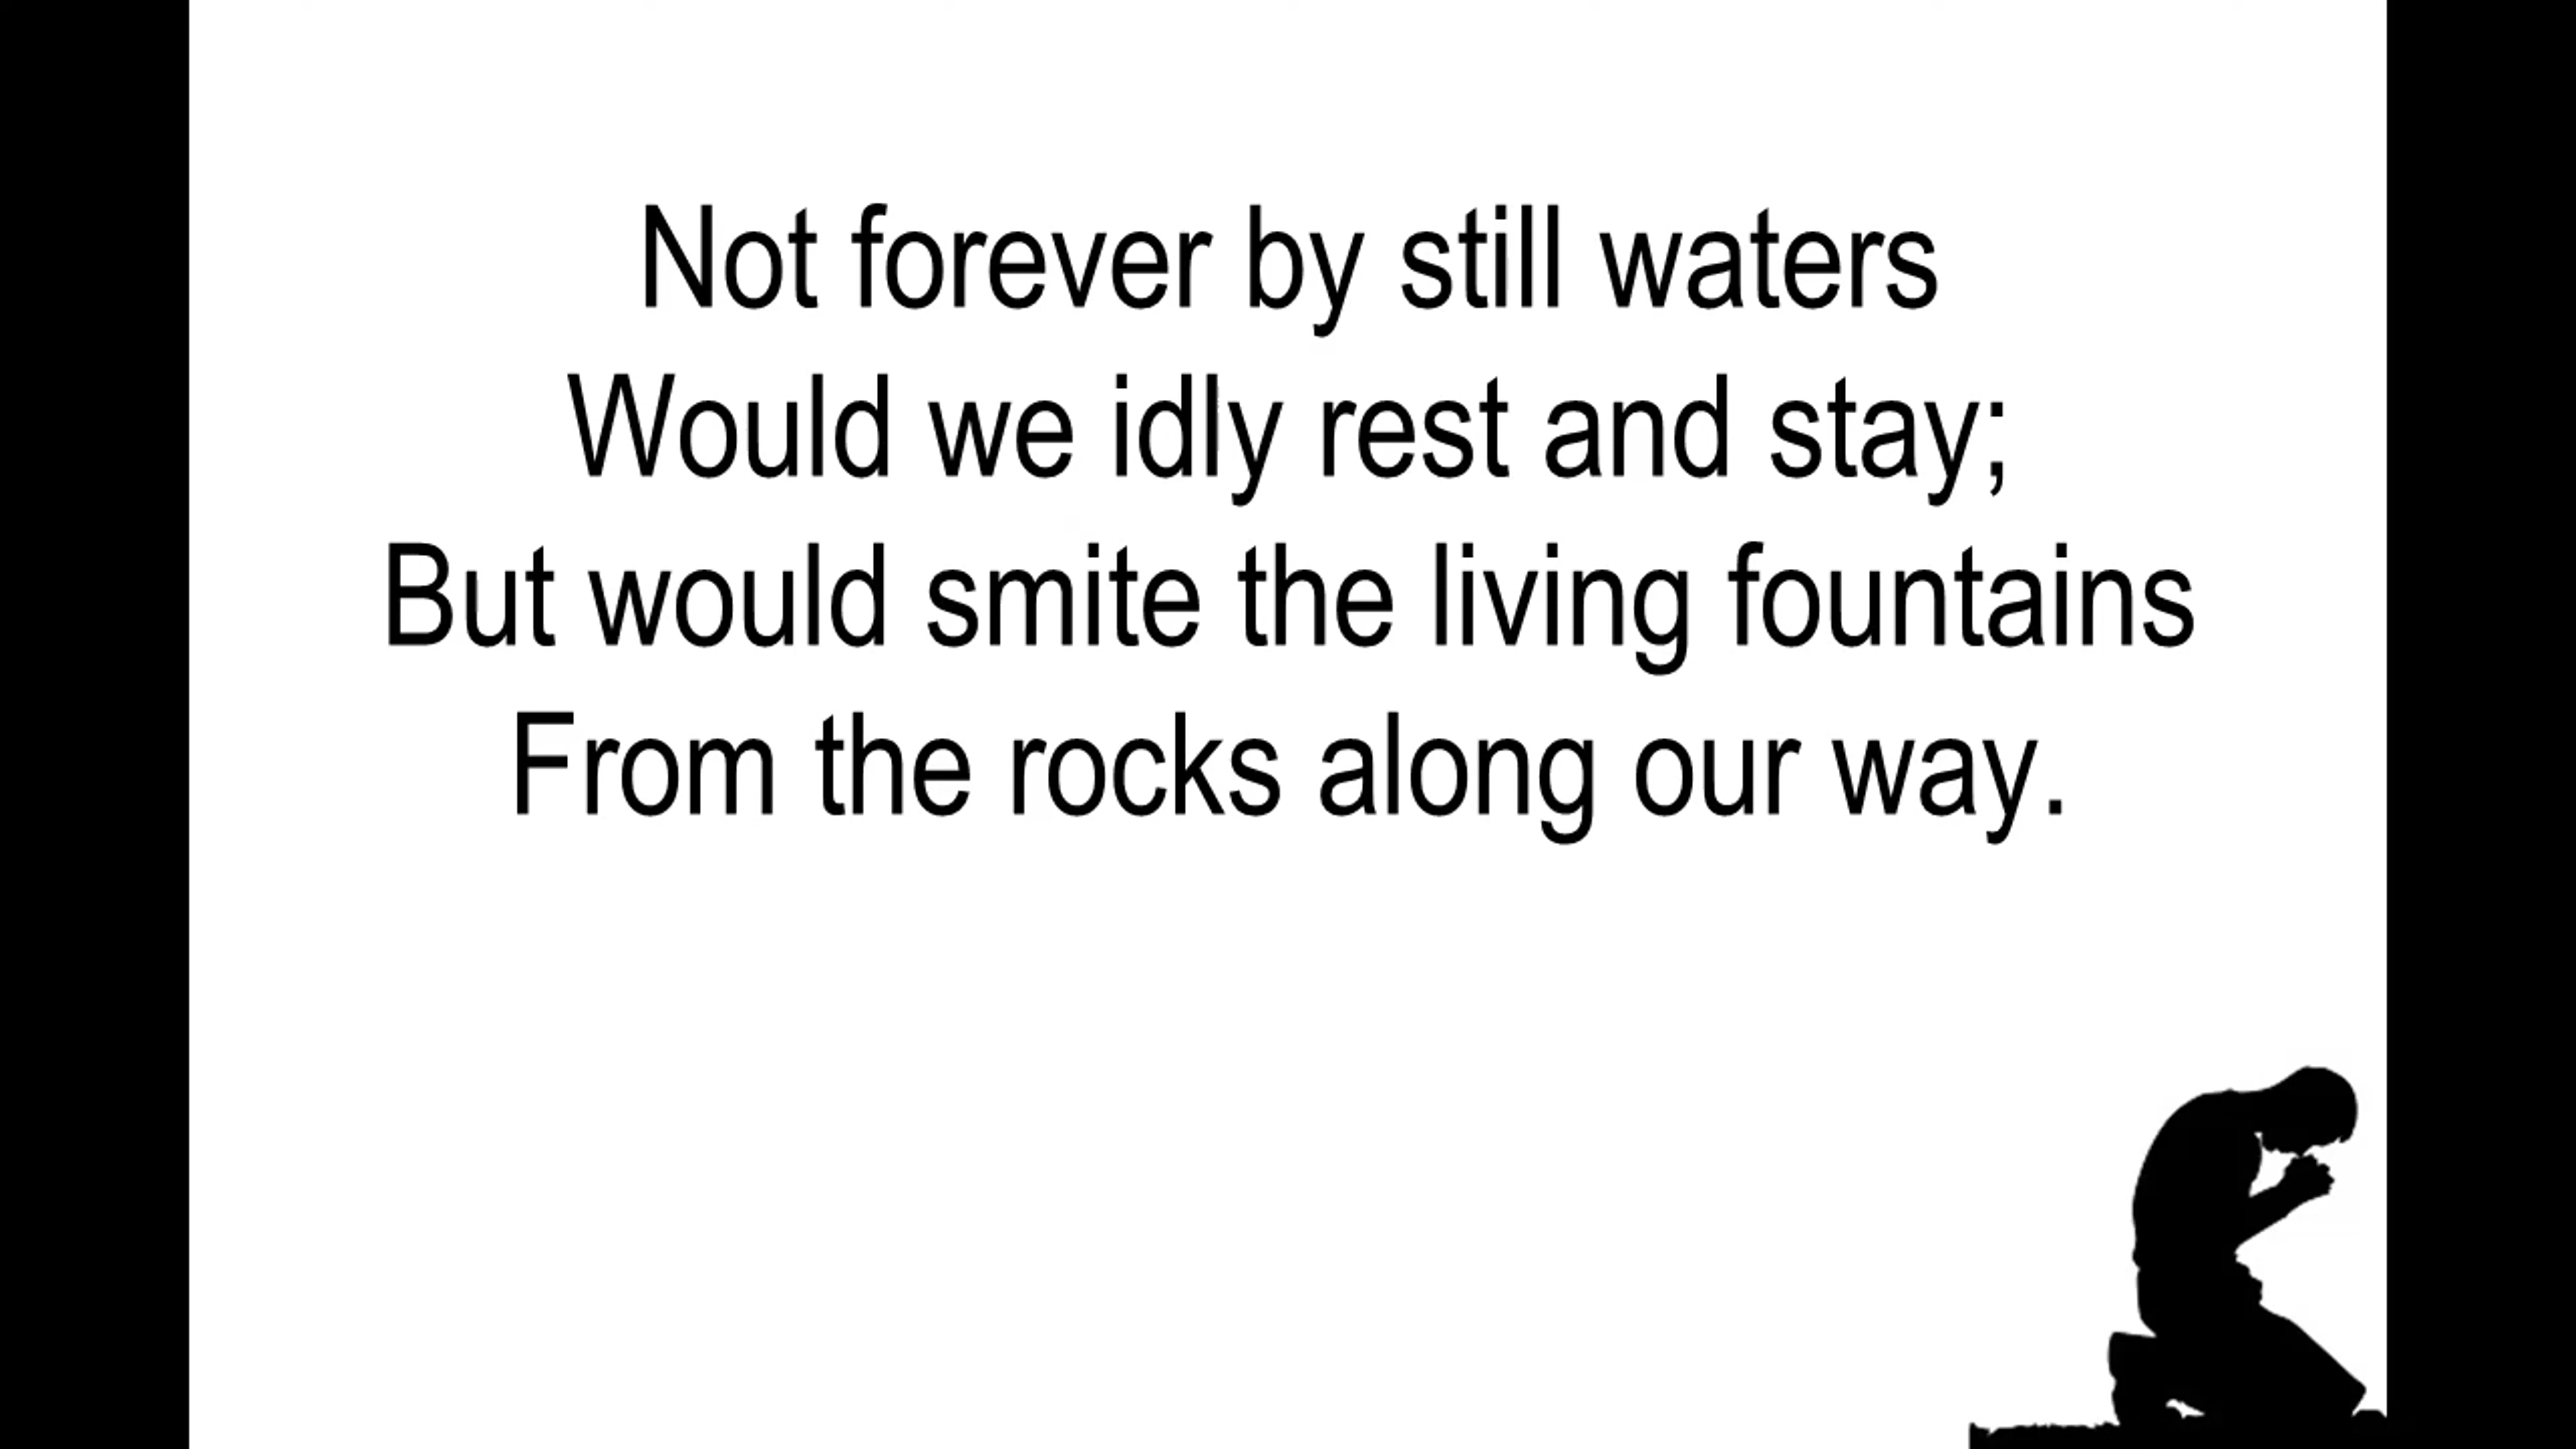 Not forever by still waters
Would we idly rest and stay;
But would smite the living fountains
From the rocks along our way.